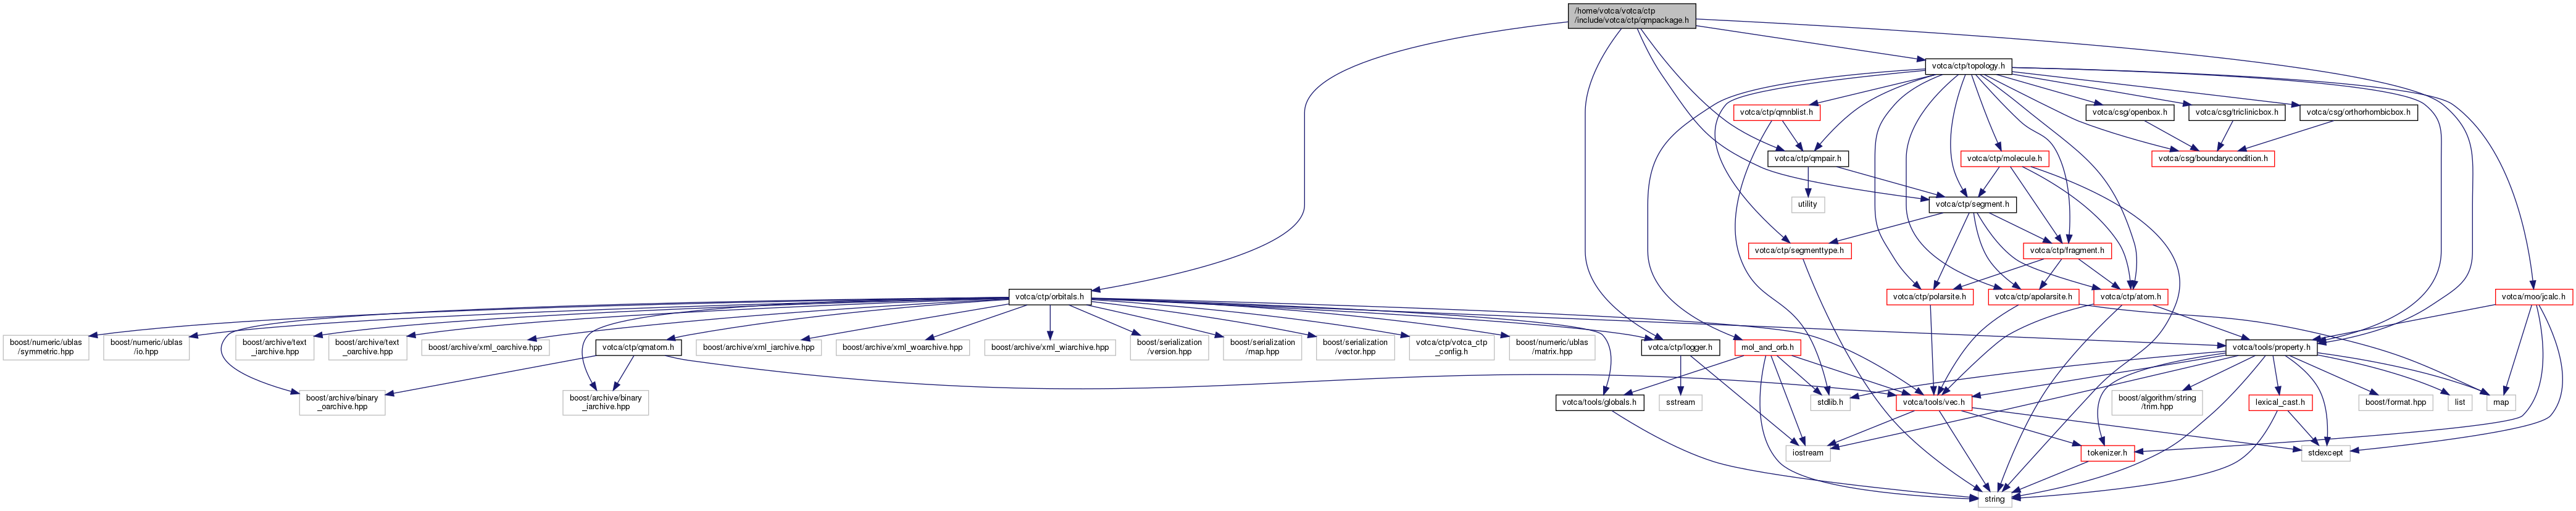 /home/votca/votca/ctp
/include/votca/ctp/qmpackage.h
votca/ctp/topology.h
votca/ctp/qmnblist.h
votca/csg/openbox.h
votca/csg/triclinicbox.h
votca/csg/orthorhombicbox.h
votca/ctp/qmpair.h
votca/ctp/molecule.h
votca/csg/boundarycondition.h
utility
votca/ctp/segment.h
votca/ctp/segmenttype.h
votca/ctp/fragment.h
votca/ctp/orbitals.h
votca/ctp/polarsite.h
votca/ctp/apolarsite.h
votca/ctp/atom.h
votca/moo/jcalc.h
boost/numeric/ublas
/symmetric.hpp
boost/numeric/ublas
/io.hpp
boost/archive/text
_iarchive.hpp
boost/archive/text
_oarchive.hpp
boost/archive/xml_oarchive.hpp
votca/ctp/qmatom.h
boost/archive/xml_iarchive.hpp
boost/archive/xml_woarchive.hpp
boost/archive/xml_wiarchive.hpp
boost/serialization
/version.hpp
boost/serialization
/map.hpp
boost/serialization
/vector.hpp
votca/ctp/votca_ctp
_config.h
boost/numeric/ublas
/matrix.hpp
votca/ctp/logger.h
mol_and_orb.h
votca/tools/property.h
boost/archive/binary
_oarchive.hpp
boost/archive/binary
_iarchive.hpp
votca/tools/globals.h
sstream
stdlib.h
votca/tools/vec.h
boost/algorithm/string
/trim.hpp
lexical_cast.h
boost/format.hpp
list
map
iostream
tokenizer.h
stdexcept
string